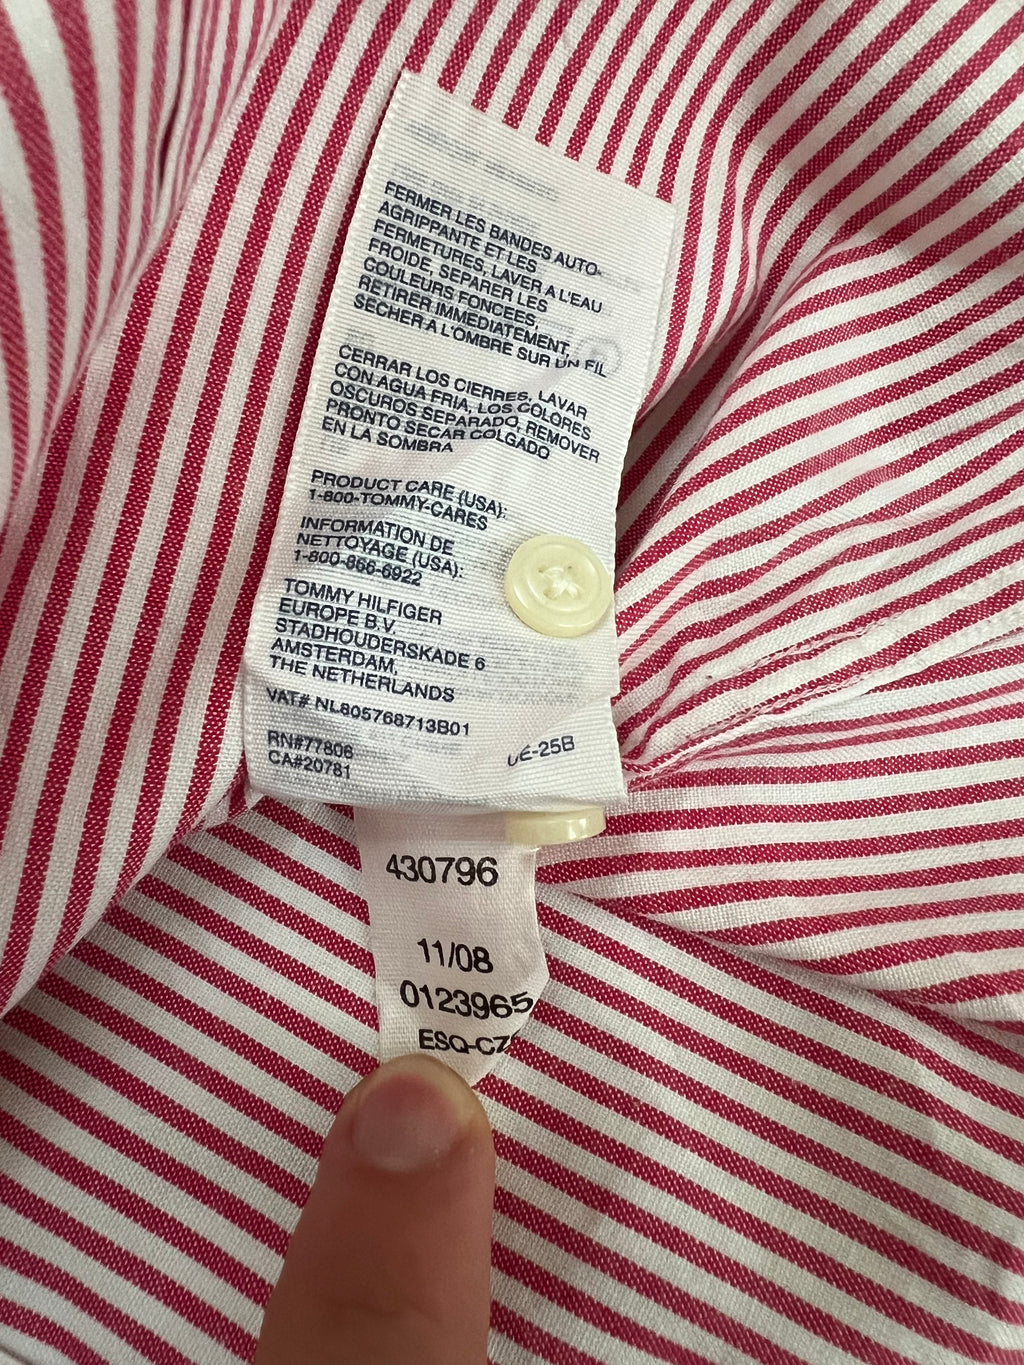 FERMER LES BANDES AUTO-
AGRIPPANTE ET LES
FERMETURES, LAVER A L'EAU
FROIDE, SEPARER LES
COULEURS FONCEES,
RETIRER IMMEDIATEMENT,
SECHER A L'OMBRE SUR UN FIL
CERRAR LOS CIERRES, LAVAR
CON AGUA FRIA, LOS COLORES
OSCUROS SEPARADO, REMOVER
PRONTO SECAR COLGADO
EN LA SOMBRA
PRODUCT CARE (USA):
1-800-TOMMY-CARES
INFORMATION DE
NETTOYAGE (USA):
1-800-866-6922
TOMMY HILFIGER
EUROPE B.V.
STADHOUDERSKADE 6
AMSTERDAM,
THE NETHERLANDS
VAT# NL805768713B01
RN#77806
CA#20781
UE-25B
430796
11/08
0123965